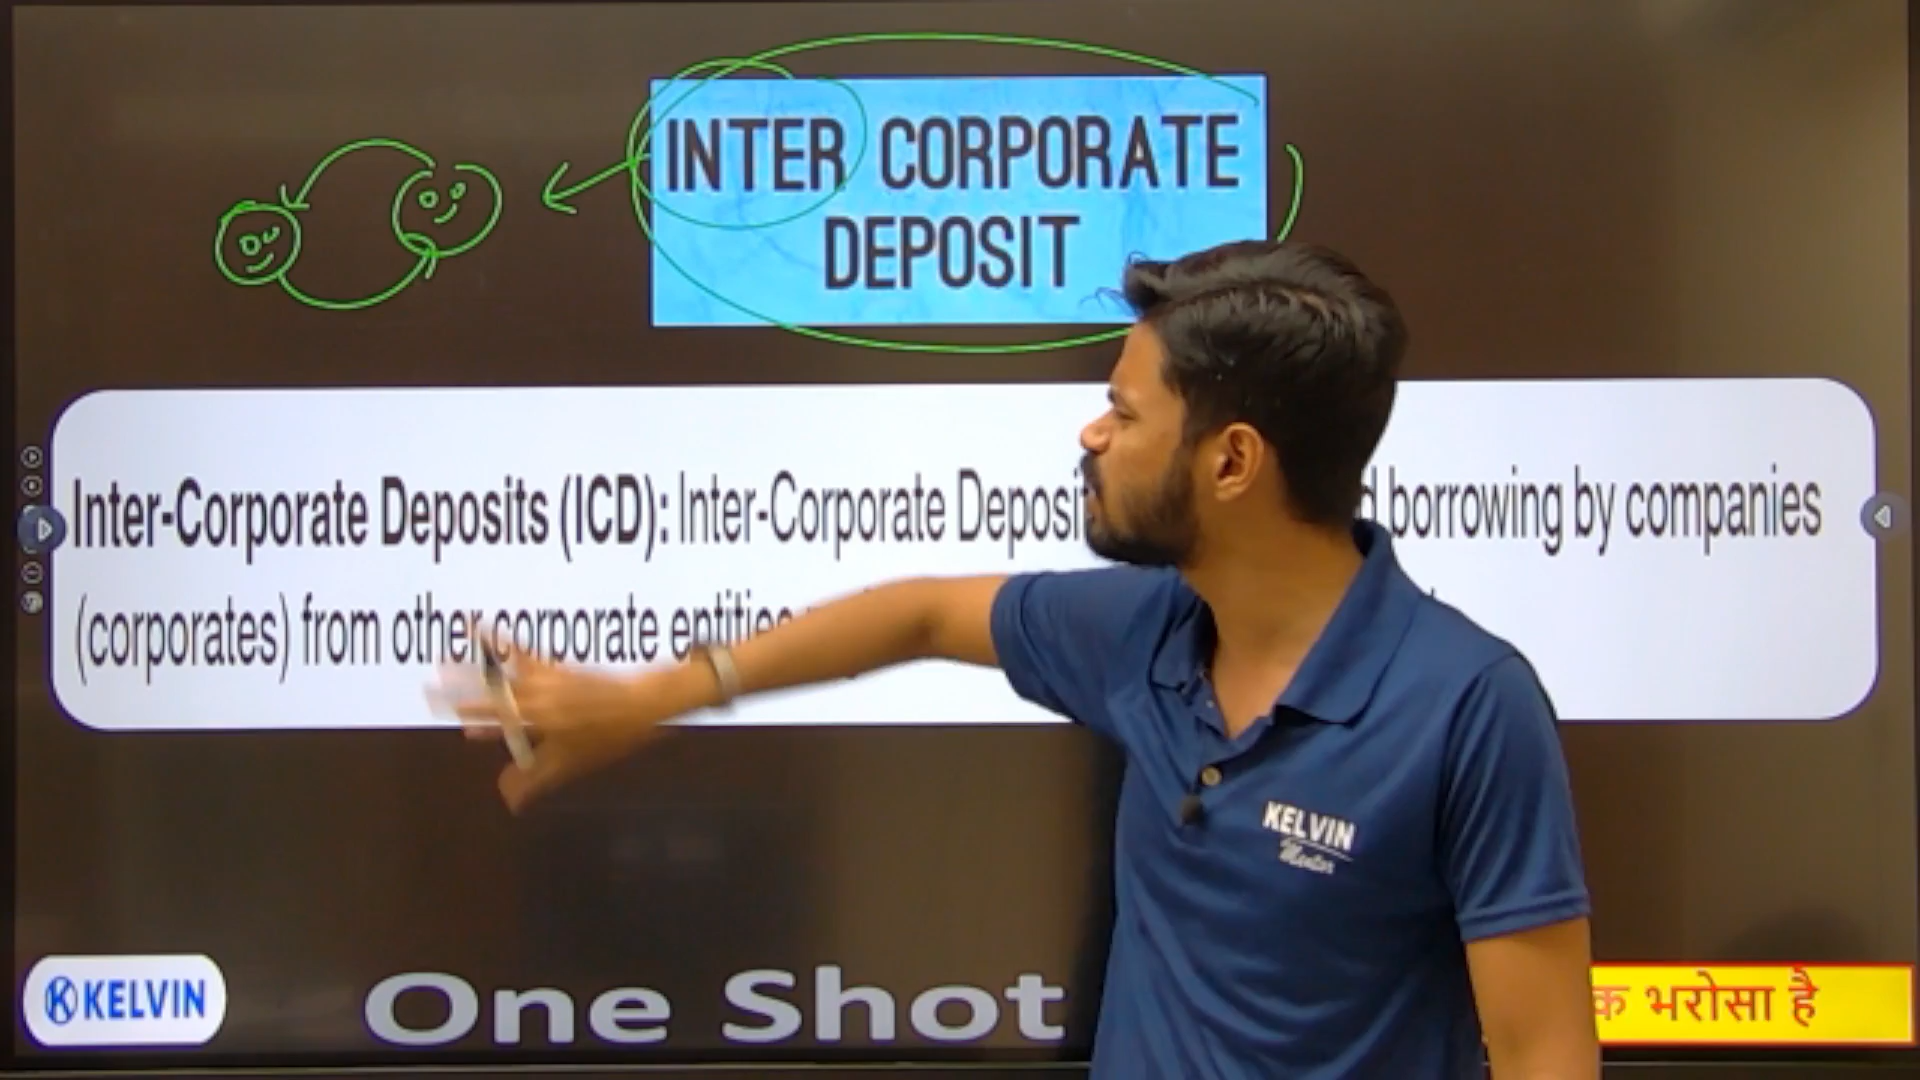 INTER CORPORATE
DEPOSIT
Inter-Corporate Deposits (ICD): Inter-Corporate borrowing by companies
(corporates) from other corporate entities
KELVIN
Mentor
KELVIN
One Shot
भरोसा है